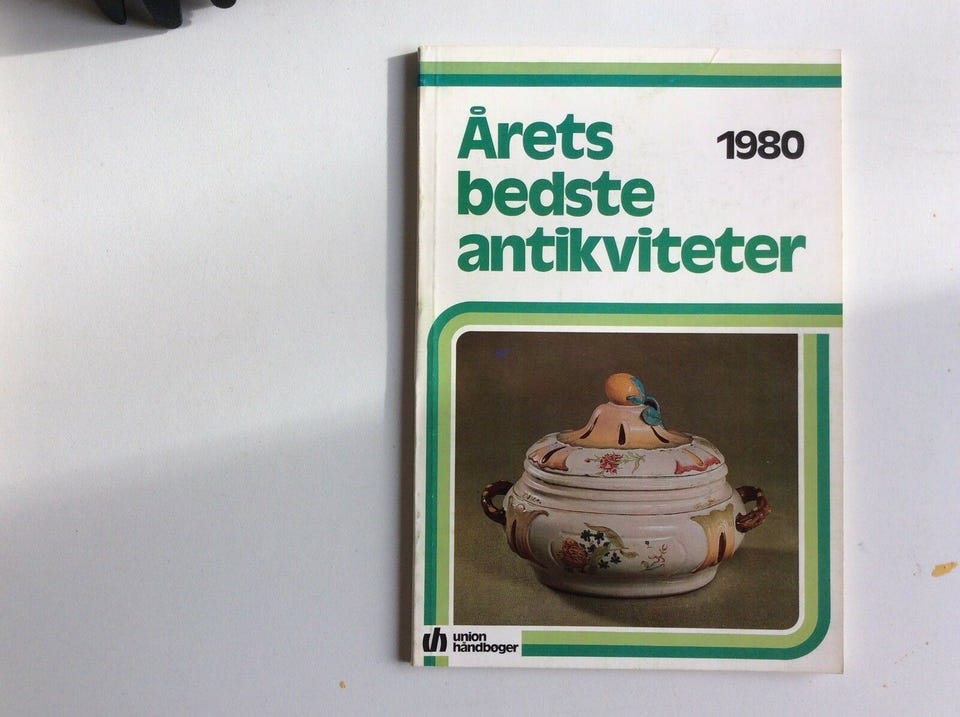 Årets
1980
bedste
antikviteter
union
håndbøger